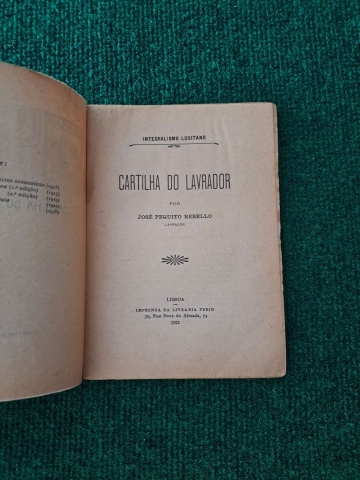 INTEGRALISMO LUSITANO
CARTILHA DO LAVRADOR
POR
JOSÉ PEQUITO REBELLO
LAVRADOR
LISBOA
IMPRENSA DA LIVRARIA FERIN
70, Rua Nova do Almada, 74
1921